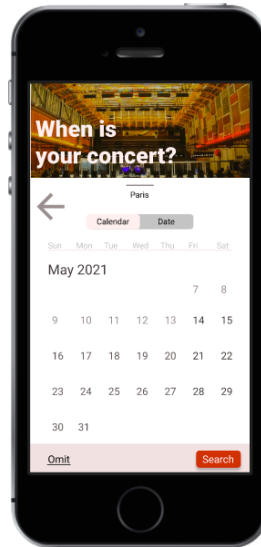 When is
your concert?
Paris
Calendar Date
Sun Mon Tue Wed Thu Fri Sat
May 2021
7 8
9 10 11 12 13 14 15
16 17 18 19 20 21 22
23 24 25 26 27 28 29
30 31
Omit Search